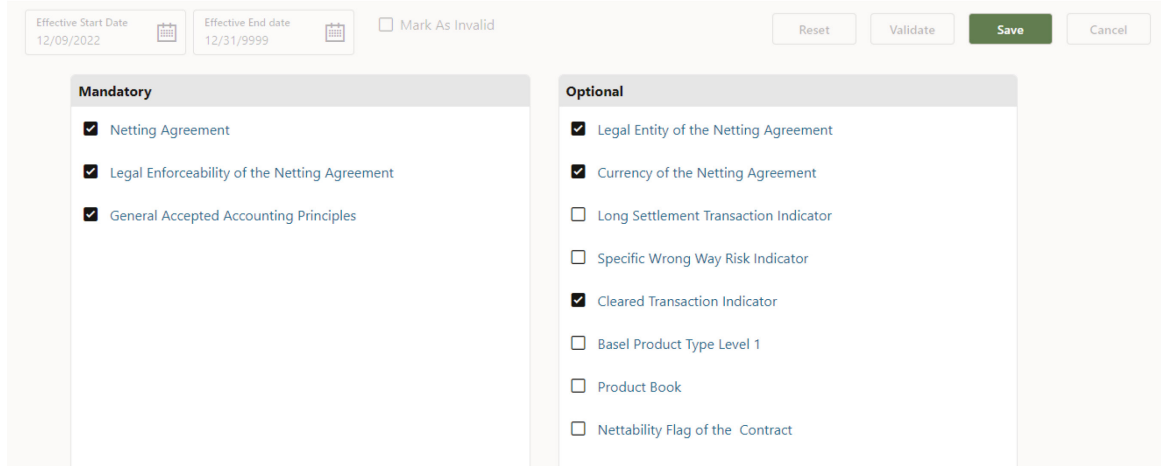 Effective Start Date
12/09/2022
Effective End date
12/31/9999
Mark As Invalid
Reset
Validate
Save
Cancel
Mandatory
Netting Agreement
Legal Enforceability of the Netting Agreement
General Accepted Accounting Principles
Optional
Legal Entity of the Netting Agreement
Currency of the Netting Agreement
Long Settlement Transaction Indicator
Specific Wrong Way Risk Indicator
Cleared Transaction Indicator
Basel Product Type Level 1
Product Book
Nettability Flag of the  Contract